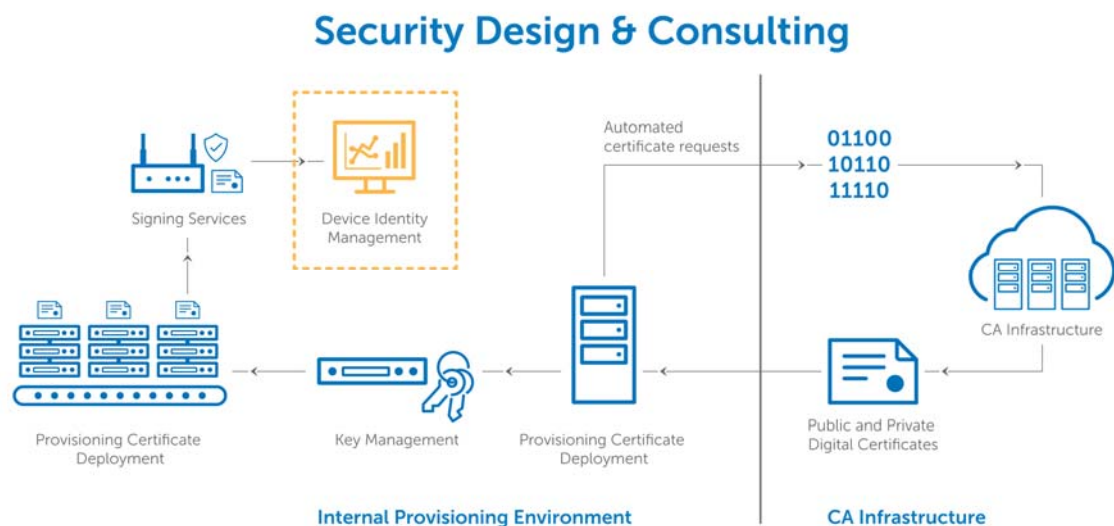 Security Design & Consulting
Automated
certificate requests
01100
10110
11110
Signing Services
Device Identity
Management
CA Infrastructure
Provisioning Certificate
Deployment
Key Management
Provisioning Certificate
Deployment
Public and Private
Digital Certificates
Internal Provisioning Environment
CA Infrastructure